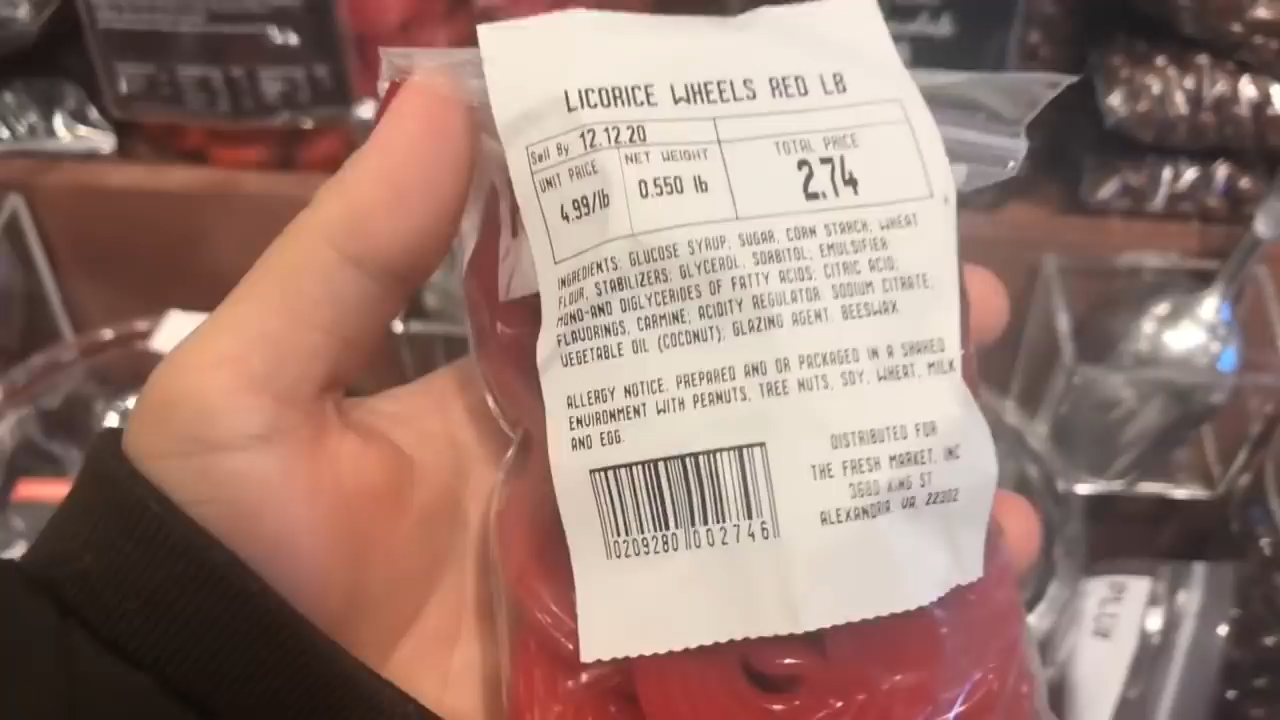 LICORICE WHEELS RED LB
Sell By 12.12.20
UNIT PRICE
4.99/lb
NET WEIGHT
0.550 lb
TOTAL PRICE
2.74
INGREDIENTS: GLUCOSE SYRUP; SUGAR, CORN STARCH, WHEAT
FLOUR, STABILIZERS: GLYCEROL, SORBITOL; EMULSIFIER
MONO-AND DIGLYCERIDES OF FATTY ACIDS; CITRIC ACID;
FLAVORINGS, CARMINE; ACIDITY REGULATOR SODIUM CITRATE;
VEGETABLE OIL (COCONUT); GLAZING AGENT, BEESWAX
ALLERGY NOTICE. PREPARED AND OR PACKAGED IN A SHARED
ENVIRONMENT WITH PEANUTS, TREE NUTS, SOY, WHEAT, MILK
AND EGG.
0209280 002746
DISTRIBUTED FOR
THE FRESH MARKET, INC
3680 KING ST
ALEXANDRIA, VA, 22302